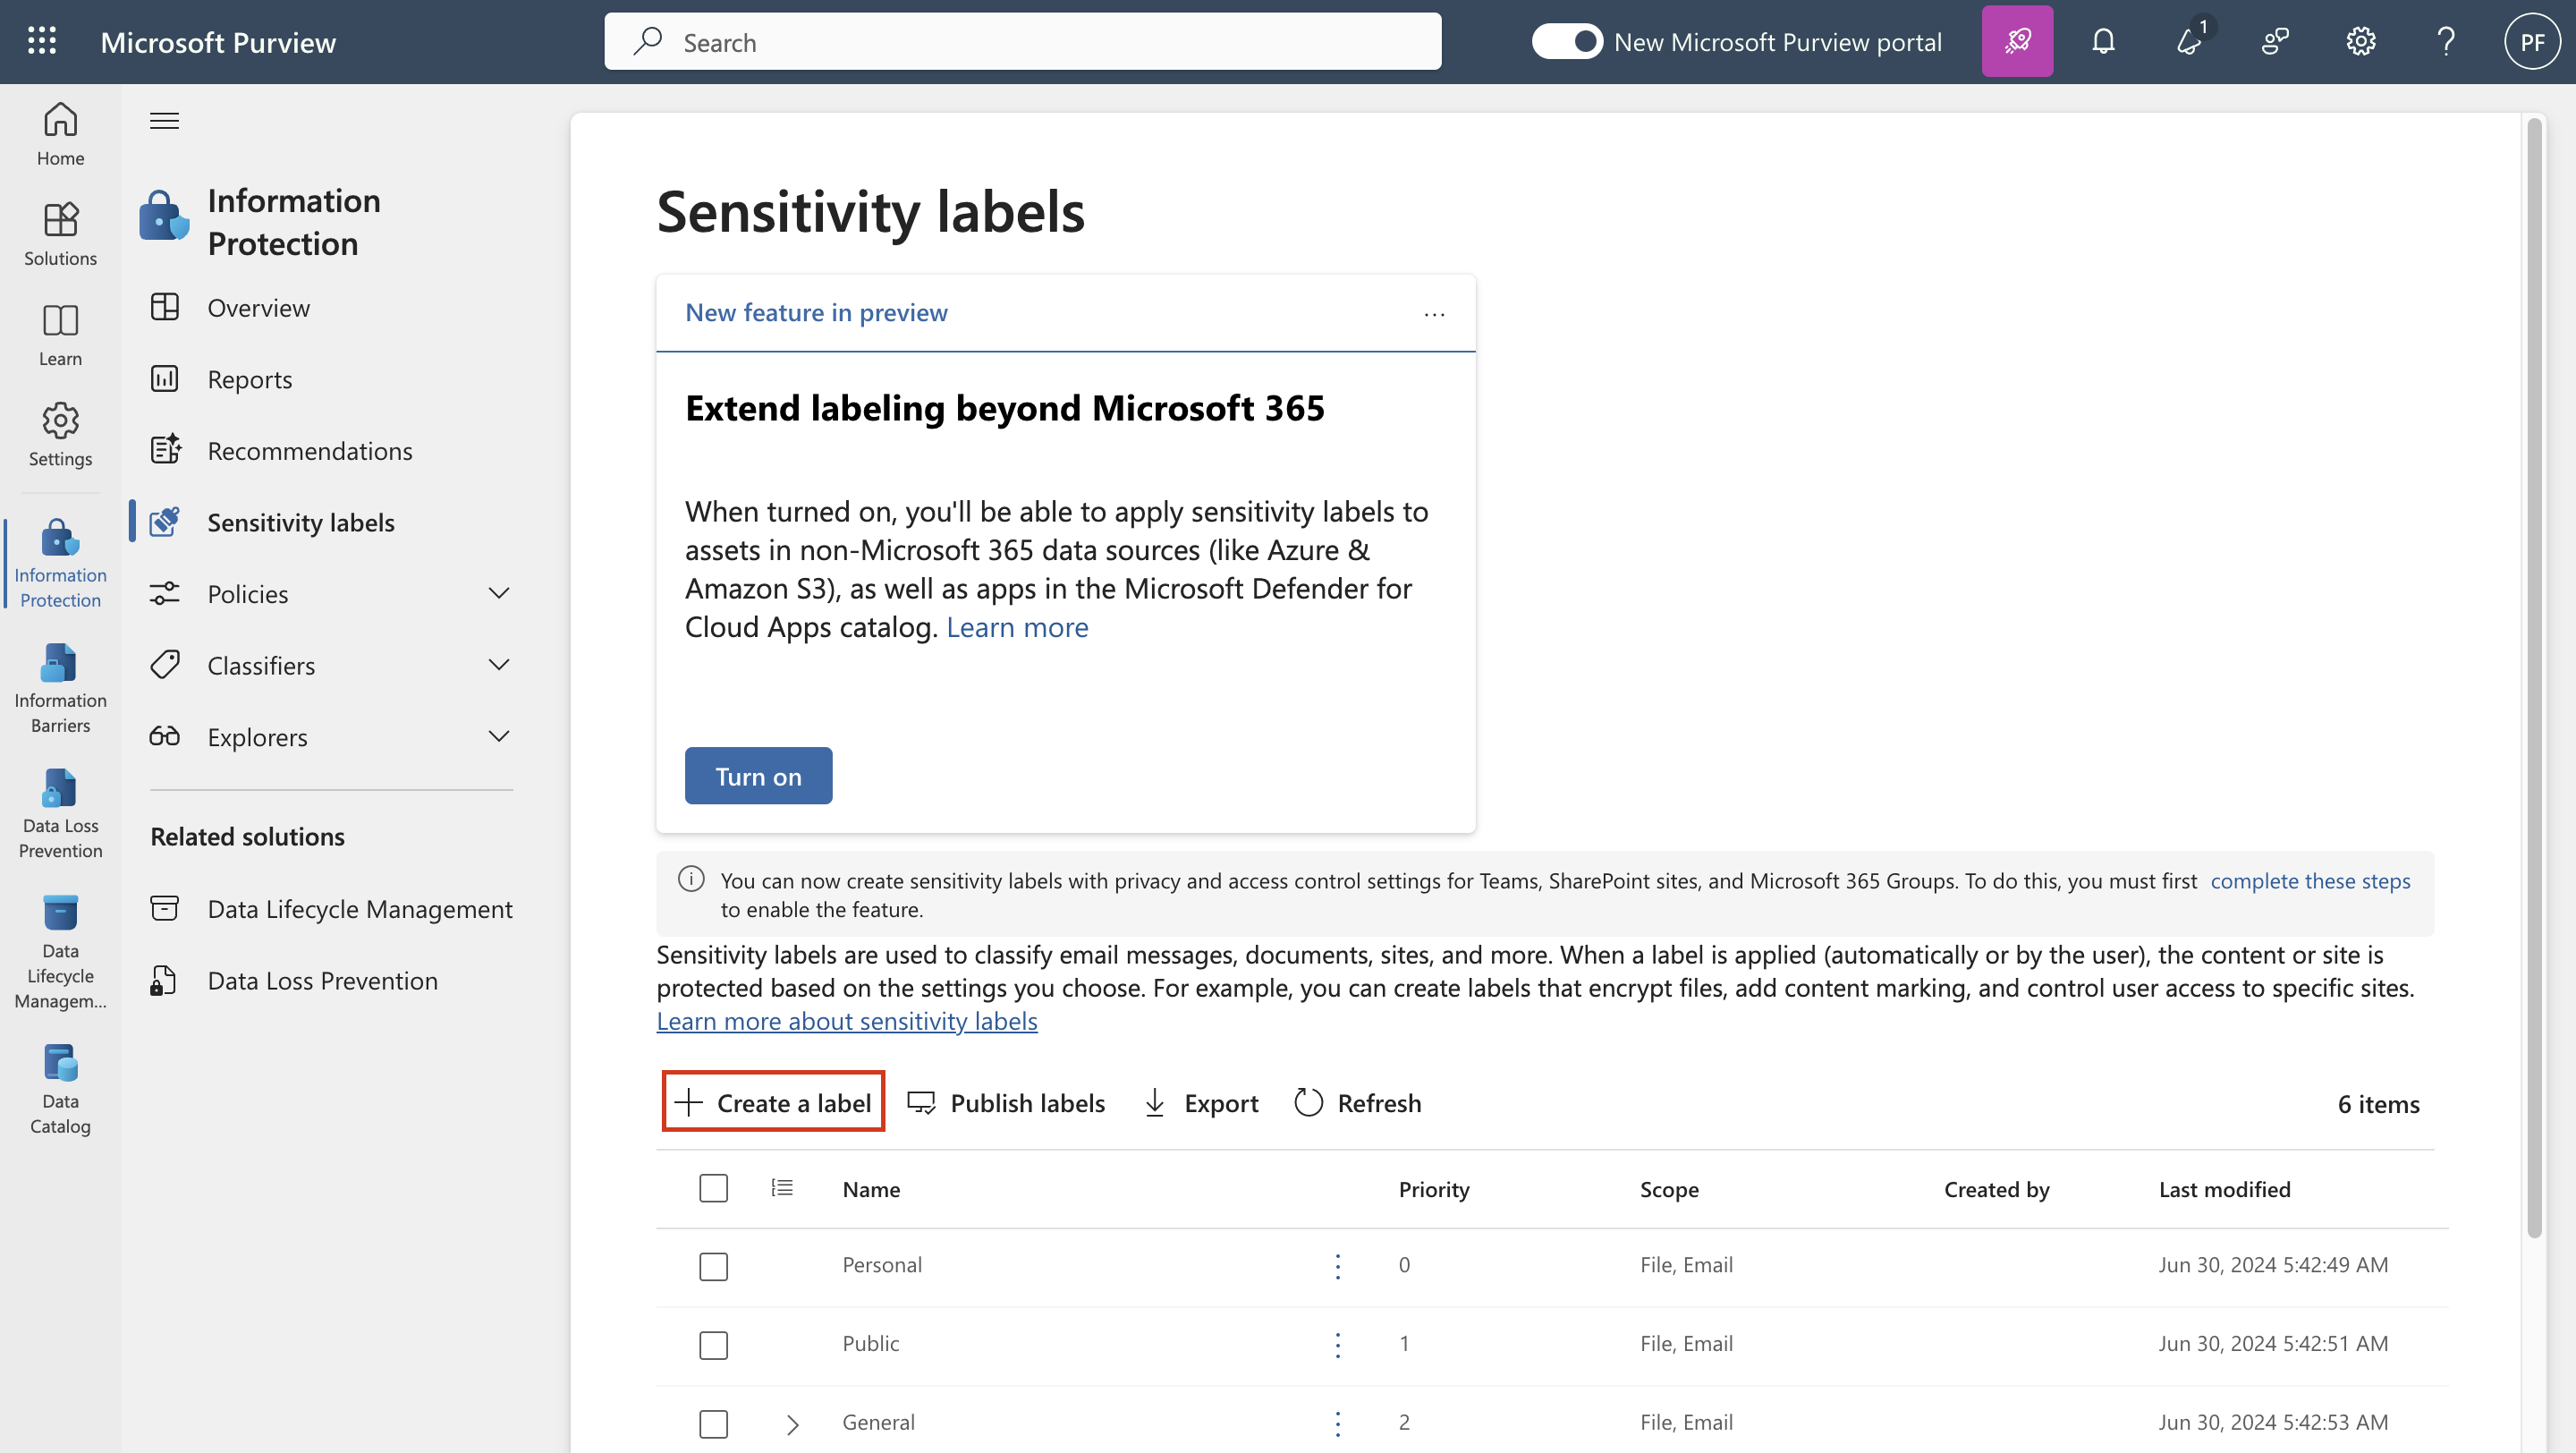 Microsoft Purview
Search
New Microsoft Purview portal
1
PF
Home
Solutions
Learn
Settings
Information
Protection
Information
Barriers
Data Loss
Prevention
Data
Lifecycle
Managem...
Data
Catalog
Information
Protection
Overview
Reports
Recommendations
Sensitivity labels
Policies
Classifiers
Explorers
Related solutions
Data Lifecycle Management
Data Loss Prevention
Sensitivity labels
New feature in preview
...
Extend labeling beyond Microsoft 365
When turned on, you'll be able to apply sensitivity labels to
assets in non-Microsoft 365 data sources (like Azure &
Amazon S3), as well as apps in the Microsoft Defender for
Cloud Apps catalog. Learn more
Turn on
You can now create sensitivity labels with privacy and access control settings for Teams, SharePoint sites, and Microsoft 365 Groups. To do this, you must first complete these steps
to enable the feature.
Sensitivity labels are used to classify email messages, documents, sites, and more. When a label is applied (automatically or by the user), the content or site is
protected based on the settings you choose. For example, you can create labels that encrypt files, add content marking, and control user access to specific sites.
Learn more about sensitivity labels
Create a label Publish labels Export Refresh 6 items
Name Priority Scope Created by Last modified
Personal 0 File, Email Jun 30, 2024 5:42:49 AM
Public 1 File, Email Jun 30, 2024 5:42:51 AM
General 2 File, Email Jun 30, 2024 5:42:53 AM